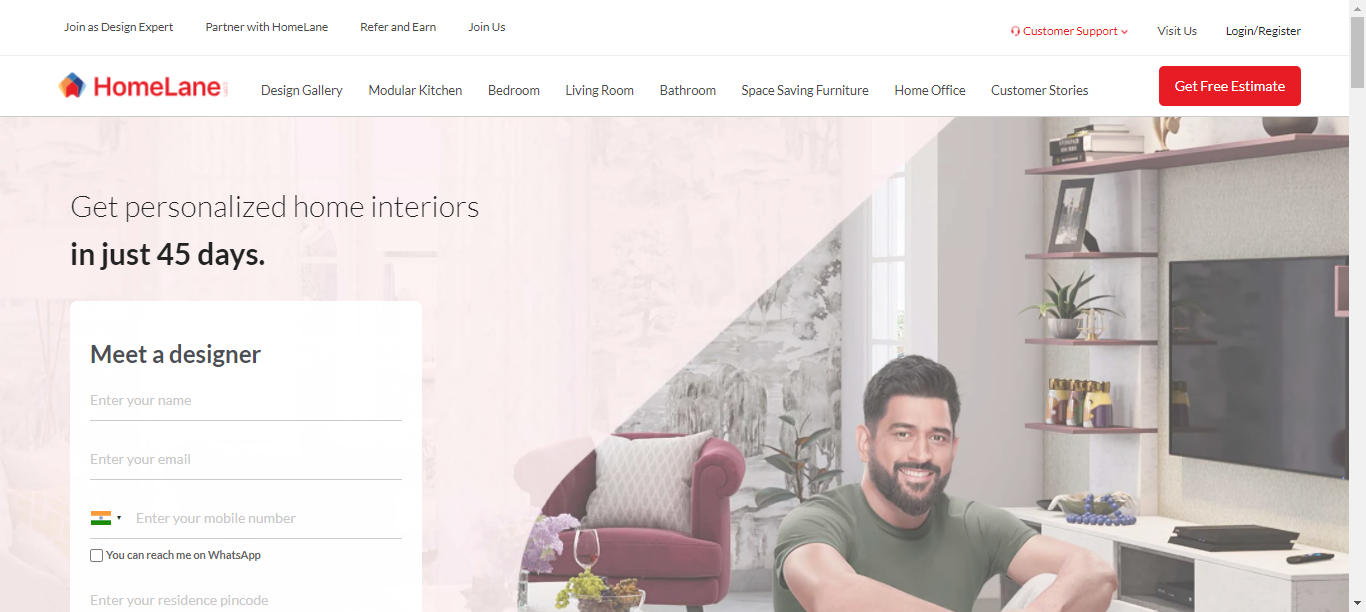 Join as Design Expert Partner with HomeLane Refer and Earn Join Us
Customer Support Visit Us Login/Register
HomeLane Design Gallery Modular Kitchen Bedroom Living Room Bathroom Space Saving Furniture Home Office Customer Stories Get Free Estimate
Get personalized home interiors
in just 45 days.
Meet a designer
Enter your name
Enter your email
Enter your mobile number
You can reach me on WhatsApp
Enter your residence pincode